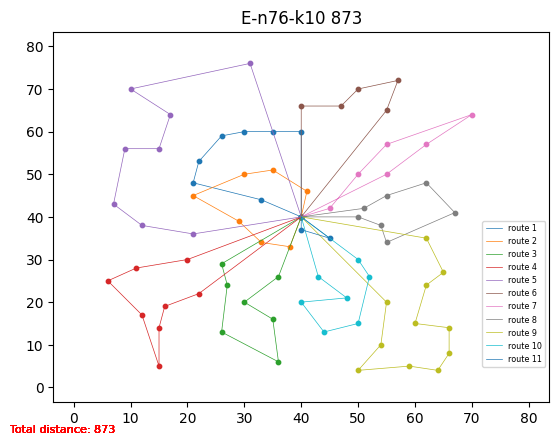 E-n76-k10 873
80
70
60
50
40
30
20
10
0
0 10 20 30 40 50 60 70 80
route 1
route 2
route 3
route 4
route 5
route 6
route 7
route 8
route 9
route 10
route 11
Total distance: 873